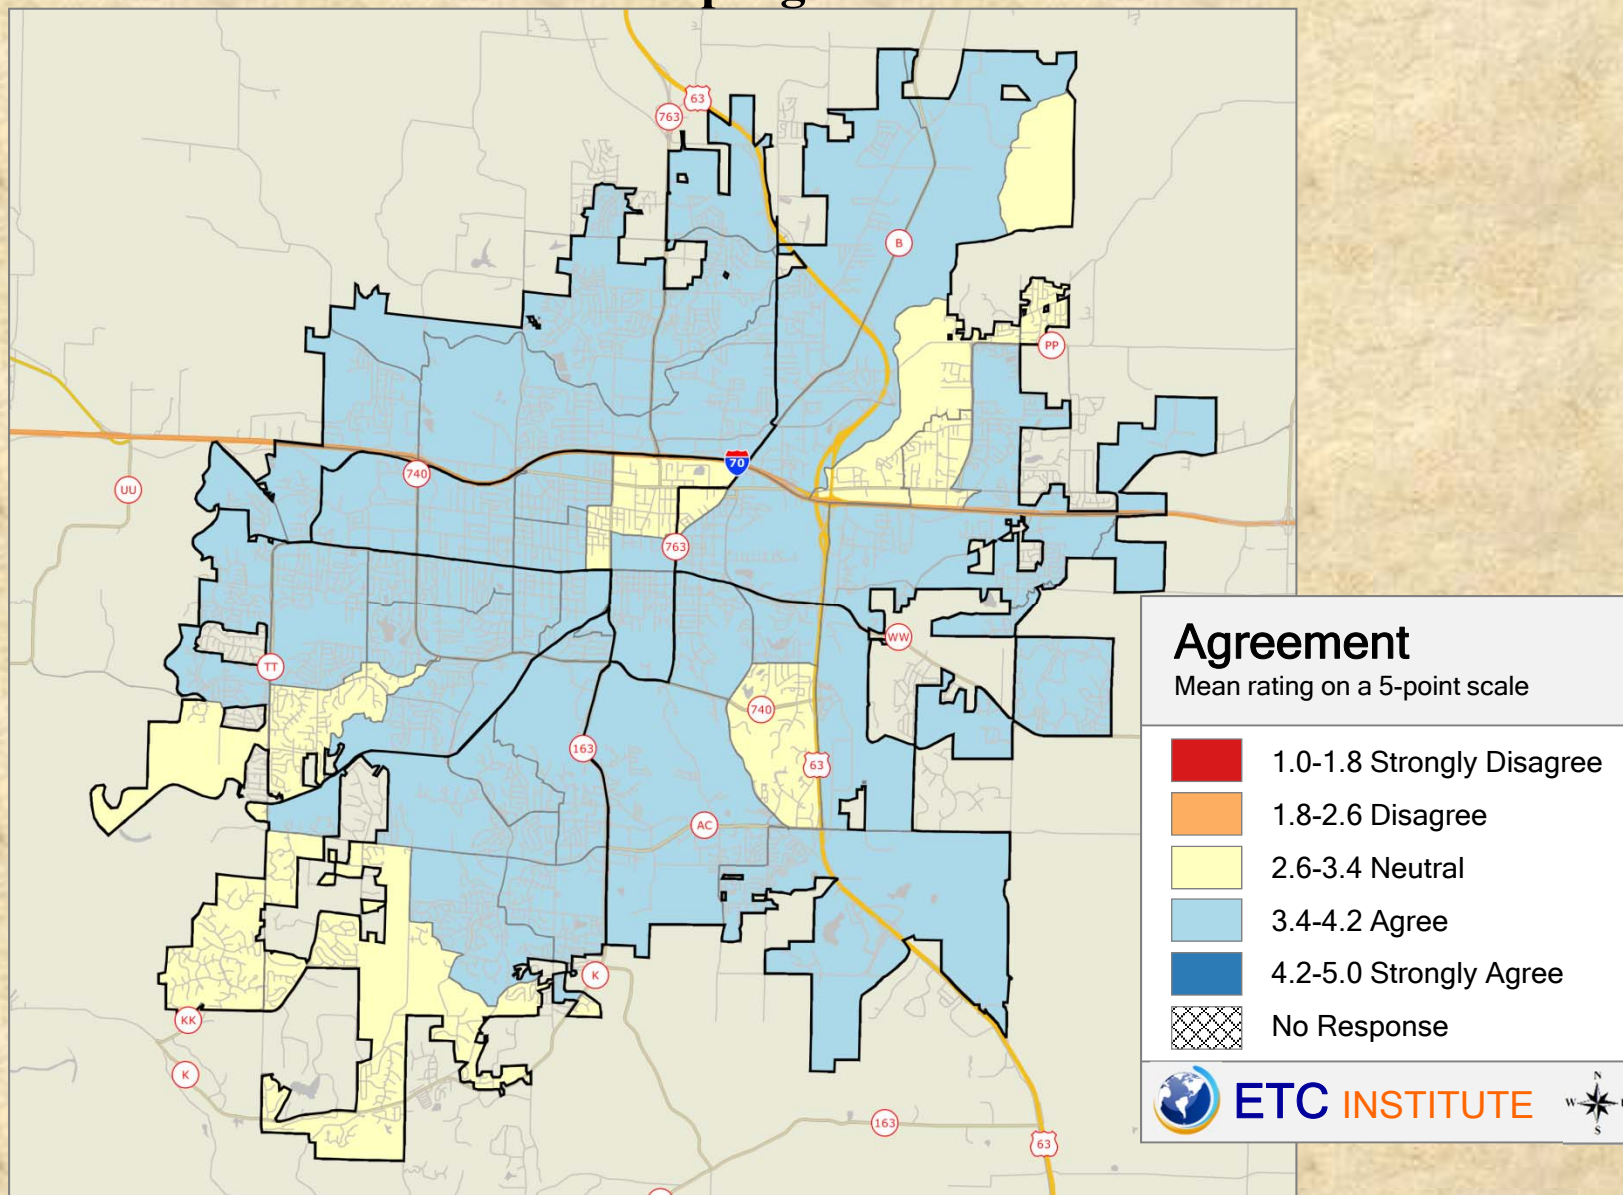 63
763
B
PP
70
740
UU
763
WW
TT
740
163
63
AC
K
KK
K
163
63
Agreement
Mean rating on a 5-point scale
1.0-1.8 Strongly Disagree
1.8-2.6 Disagree
2.6-3.4 Neutral
3.4-4.2 Agree
4.2-5.0 Strongly Agree
No Response
ETC INSTITUTE
N
W
S